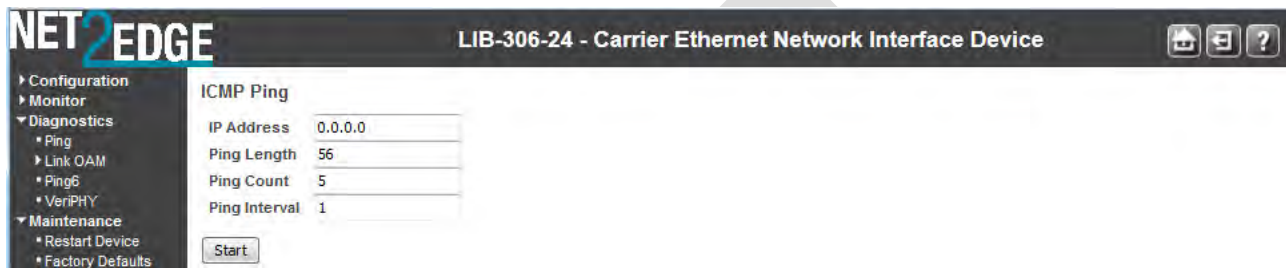 NET2EDGE
LIB-306-24 - Carrier Ethernet Network Interface Device
?
Configuration
Monitor
Diagnostics
Ping
Link OAM
Ping6
VeriPHY
Maintenance
Restart Device
Factory Defaults
ICMP Ping
IP Address 0.0.0.0
Ping Length 56
Ping Count 5
Ping Interval 1
Start